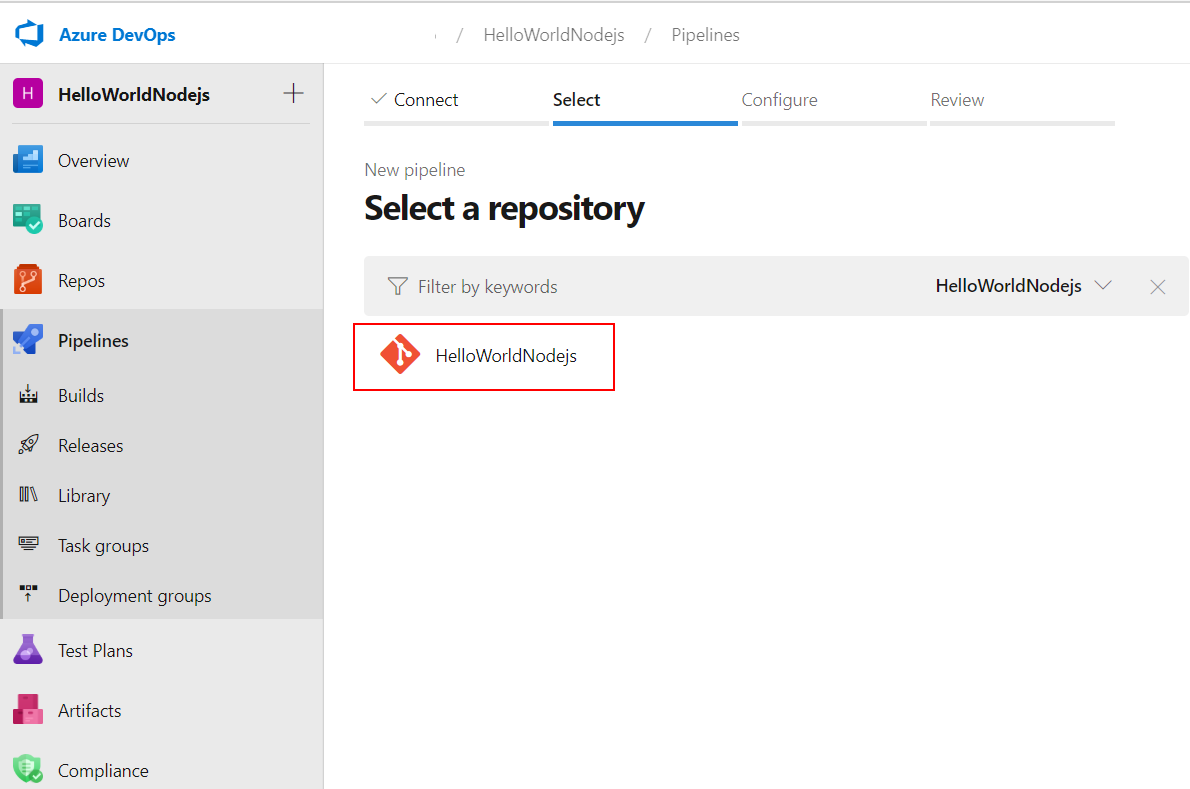 Azure DevOps
/ HelloWorldNodejs / Pipelines
H HelloWorldNodejs
Overview
Boards
Repos
Pipelines
Builds
Releases
Library
Task groups
Deployment groups
Test Plans
Artifacts
Compliance
Connect Select Configure Review
New pipeline
Select a repository
Filter by keywords HelloWorldNodejs
HelloWorldNodejs